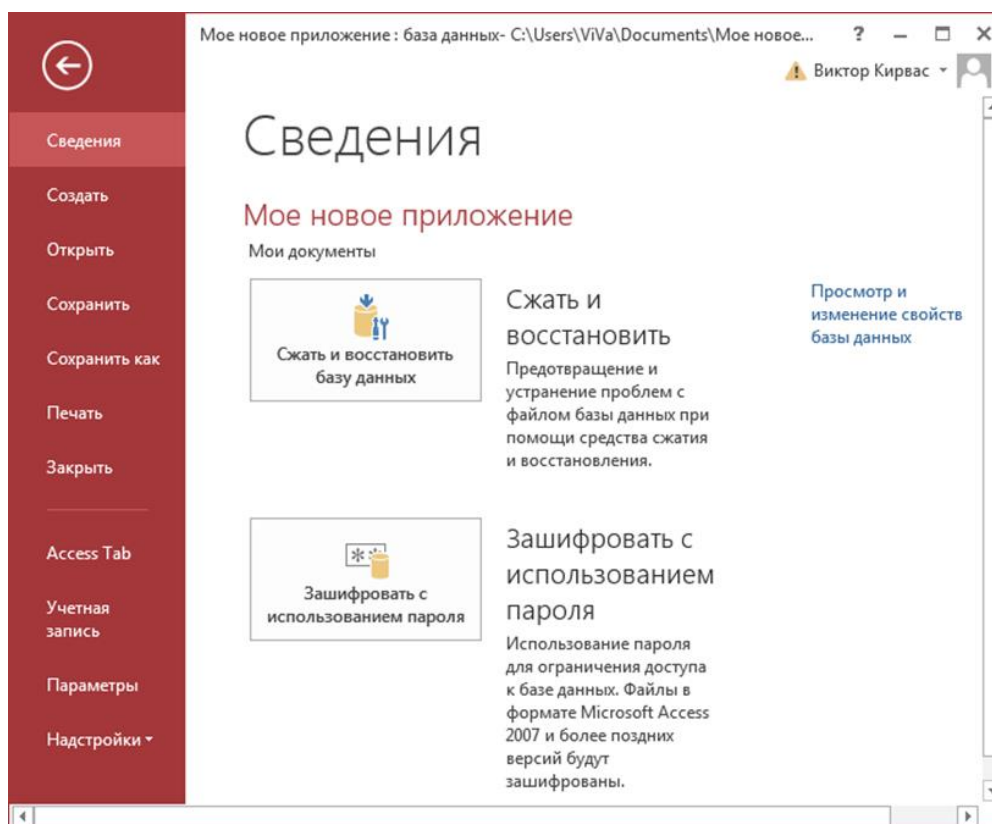 Мое новое приложение : база данных- C:\Users\ViVa\Documents\Мое новое...
?
Виктор Кирвас
Сведения
Создать
Открыть
Сохранить
Сохранить как
Печать
Закрыть
Access Tab
Учетная
запись
Параметры
Надстройки
Сведения
Мое новое приложение
Мои документы
Сжать и восстановить
базу данных
Сжать и
восстановить
Предотвращение и
устранение проблем с
файлом базы данных при
помощи средства сжатия
и восстановления.
Просмотр и
изменение свойств
базы данных
Зашифровать с
использованием пароля
Зашифровать с
использованием
пароля
Использование пароля
для ограничения доступа
к базе данных. Файлы в
формате Microsoft Access
2007 и более поздних
версий будут
зашифрованы.